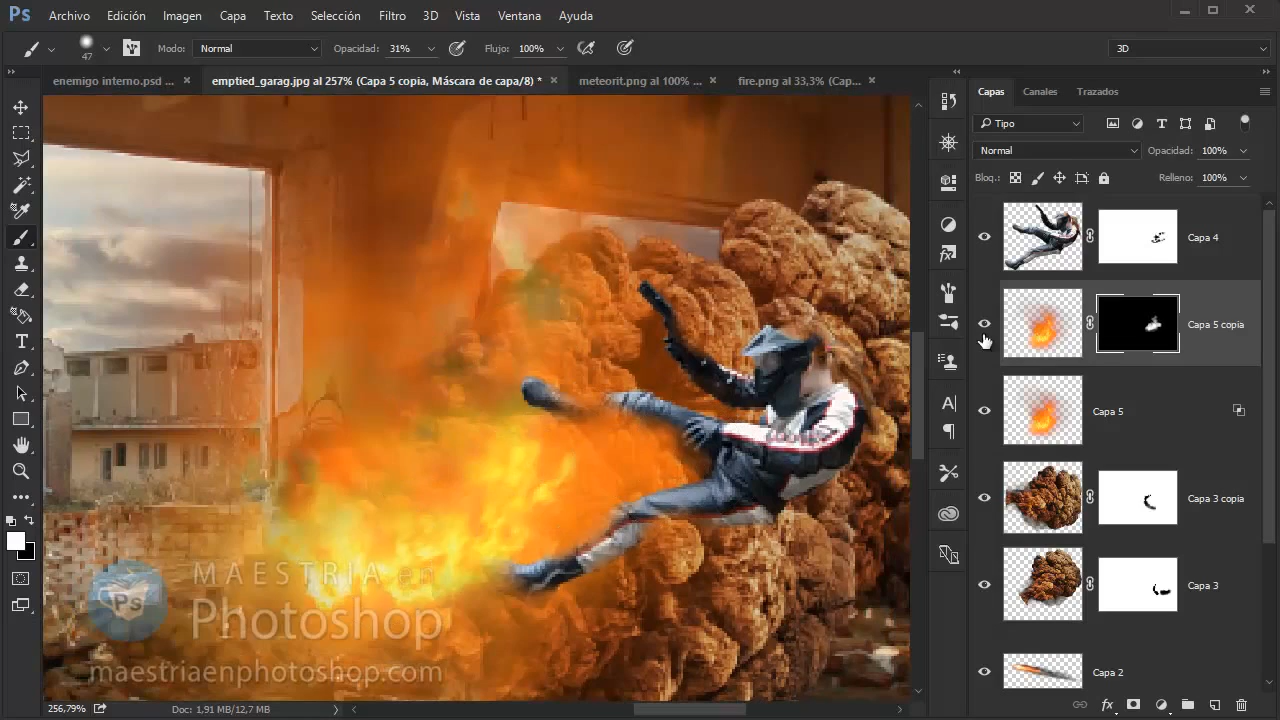 Ps Archivo Edición Imagen Capa Texto Selección Filtro 3D Vista Ventana Ayuda
47 Modo: Normal Opacidad: 31% Flujo: 100% 3D
enemigo interno.psd ... × emptied_garag.jpg al 257% (Capa 5 copia, Máscara de capa/8) * × meteorit.png al 100% ... × fire.png al 33,3% (Cap... ×
Capas Canales Trazados
Tipo
Normal Opacidad: 100%
Bloq.: Relleno: 100%
Capa 4
Capa 5 copia
Capa 5
Capa 3 copia
Capa 3
Capa 2
MAESTRIA en
Ps Photoshop
maestriaenphotoshop.com
256,79% Doc: 1,91 MB/12,7 MB